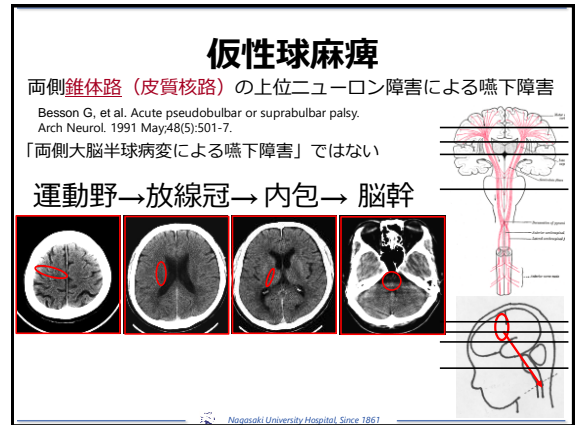 仮性球麻痺
両側錐体路（皮質核路）の上位ニューロン障害による嚥下障害
Besson G, et al. Acute pseudobulbar or suprabulbar palsy.
Arch Neurol. 1991 May;48(5):501-7.
「両側大脳半球病変による嚥下障害」ではない
運動野→放線冠→内包→ 脳幹
Nagasaki University Hospital, Since 1861